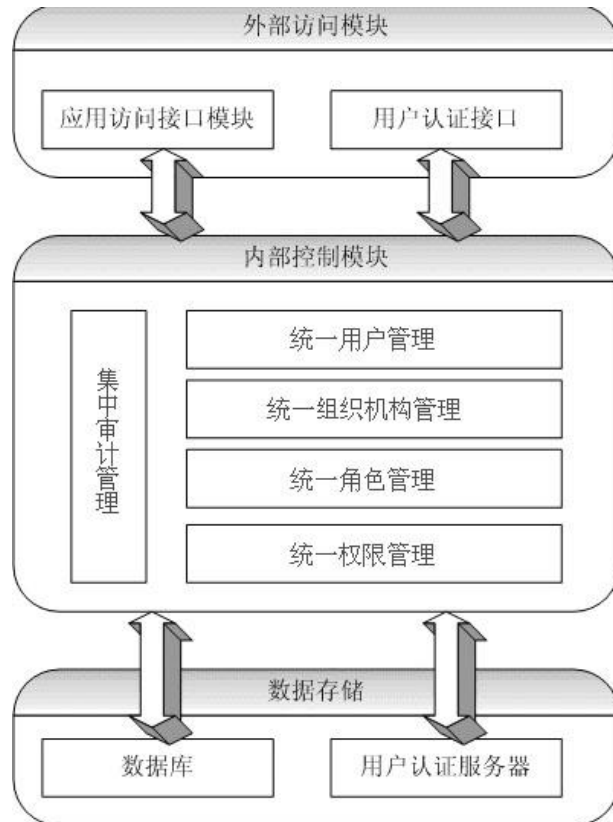 外部访问模块
应用访问接口模块
用户认证接口
内部控制模块
集中审计管理
统一用户管理
统一组织机构管理
统一角色管理
统一权限管理
数据存储
数据库
用户认证服务器